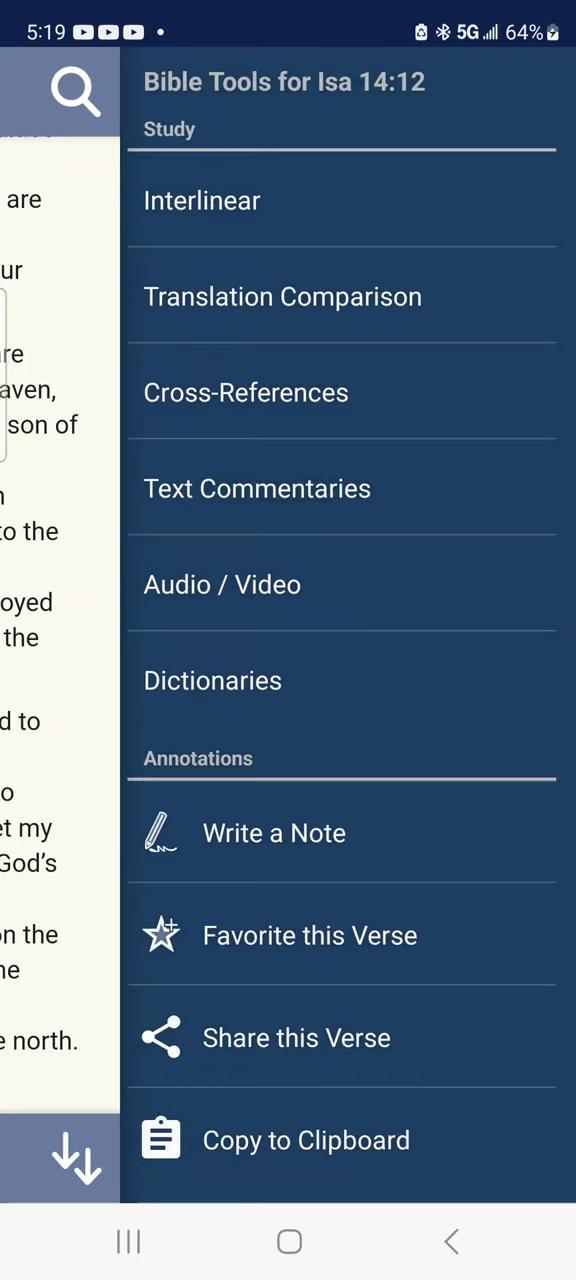 5:19
5G 64%
Bible Tools for Isa 14:12
Study
are
Interlinear
ur
Translation Comparison
re
aven,
Cross-References
son of
Text Commentaries
to the
Audio / Video
oyed
the
Dictionaries
d to
Annotations
o
et my
Write a Note
God's
on the
Favorite this Verse
ne
Share this Verse
e north.
Copy to Clipboard